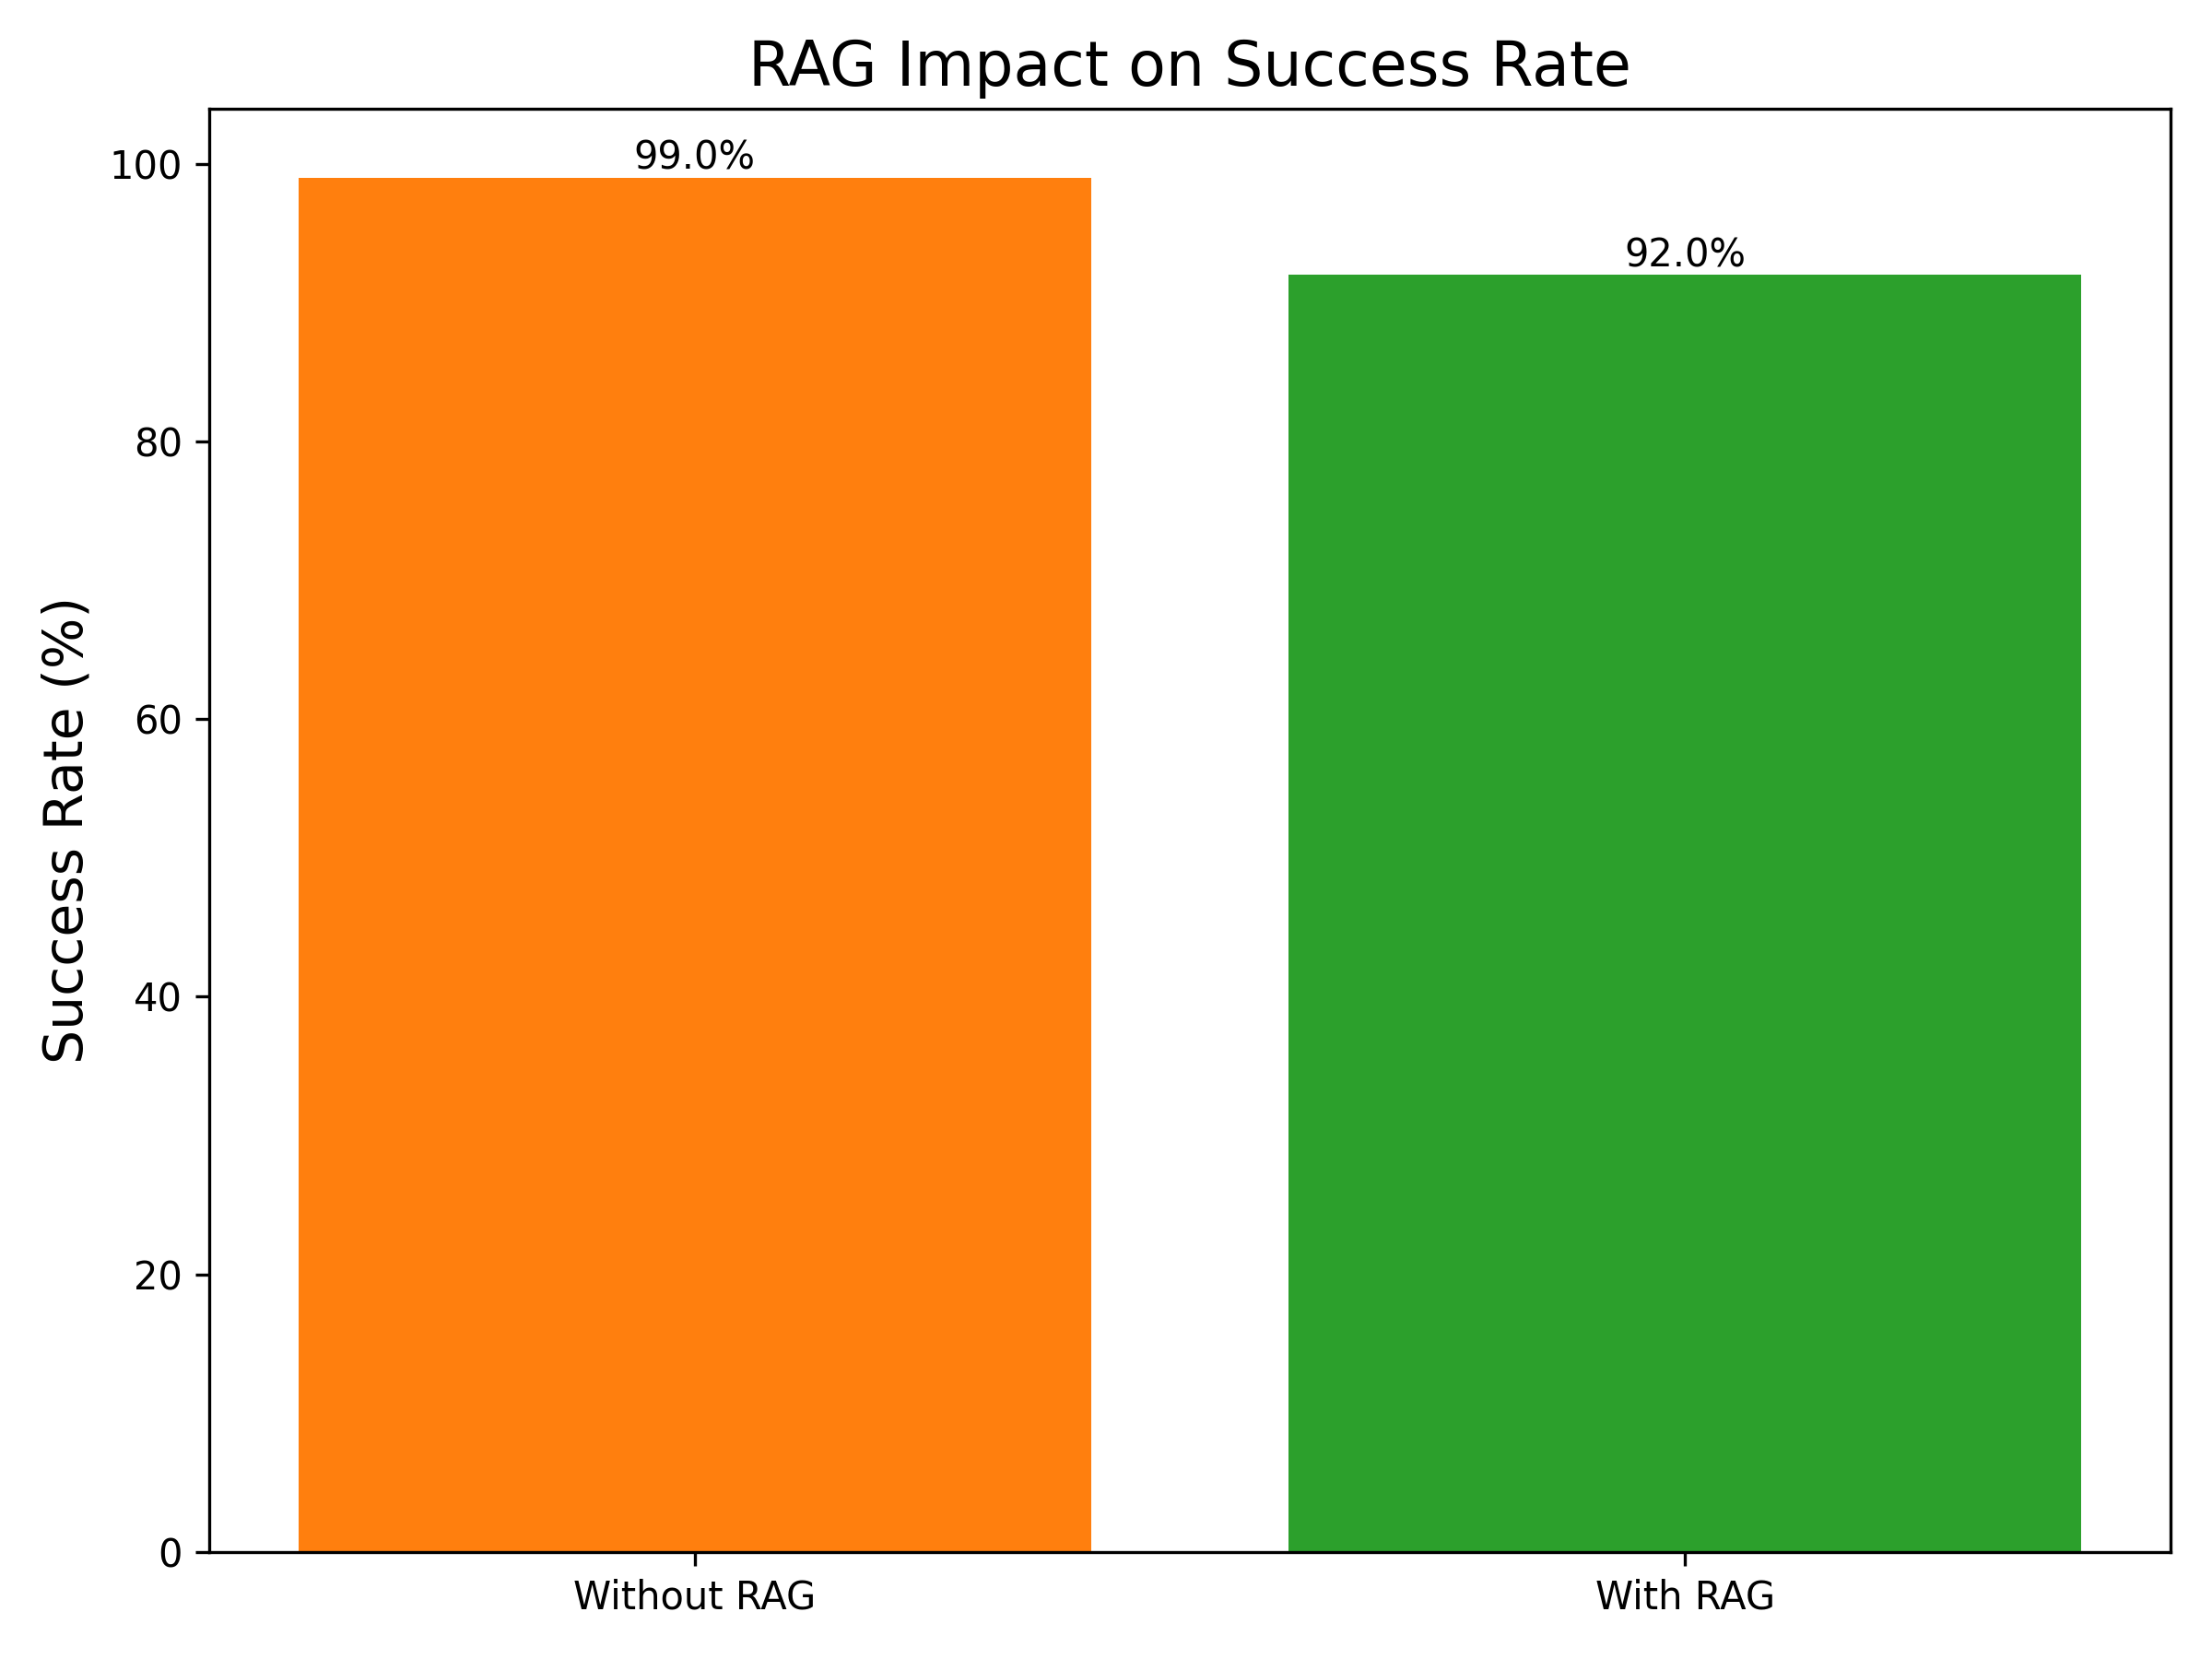 RAG Impact on Success Rate
Success Rate (%)
100
80
60
40
20
0
99.0%
92.0%
Without RAG
With RAG